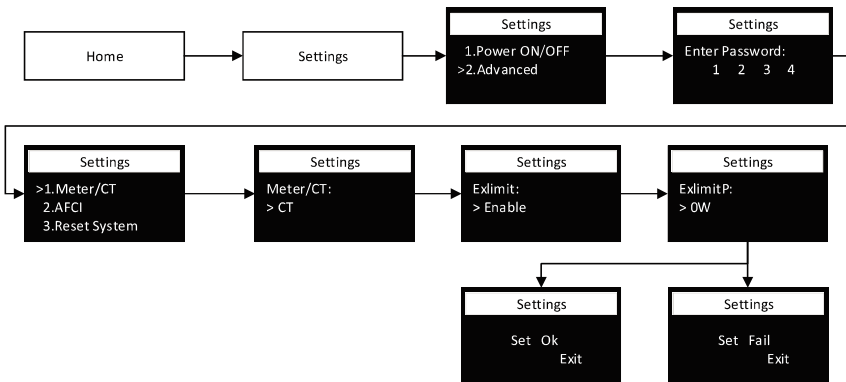 Home
Settings
Settings
1.Power ON/OFF
>2.Advanced
Settings
Enter Password:
1 2 3 4
Settings
>1.Meter/CT
2.AFCI
3.Reset System
Settings
Meter/CT:
> CT
Settings
Exlimit:
> Enable
Settings
ExlimitP:
> 0W
Settings
Set Ok
Exit
Settings
Set Fail
Exit